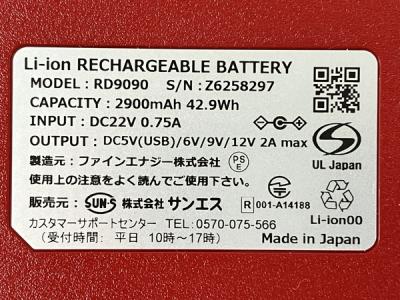 Li-ion RECHARGEABLE BATTERY
MODEL : RD9090 S/N : Z6258297
CAPACITY : 2900mAh 42.9Wh
INPUT : DC22V 0.75A
OUTPUT : DC5V(USB)/6V/9V/12V 2A max
UL Japan
製造元 : ファインエナジー株式会社 PSE
使用上の注意をよく読んでお使い下さい。
販売元 : SUN-S 株式会社 サンエス
R 001-A14188
Li-ion00
カスタマーサポートセンター TEL : 0570-075-566
(受付時間: 平日 10時~17時)
Made in Japan